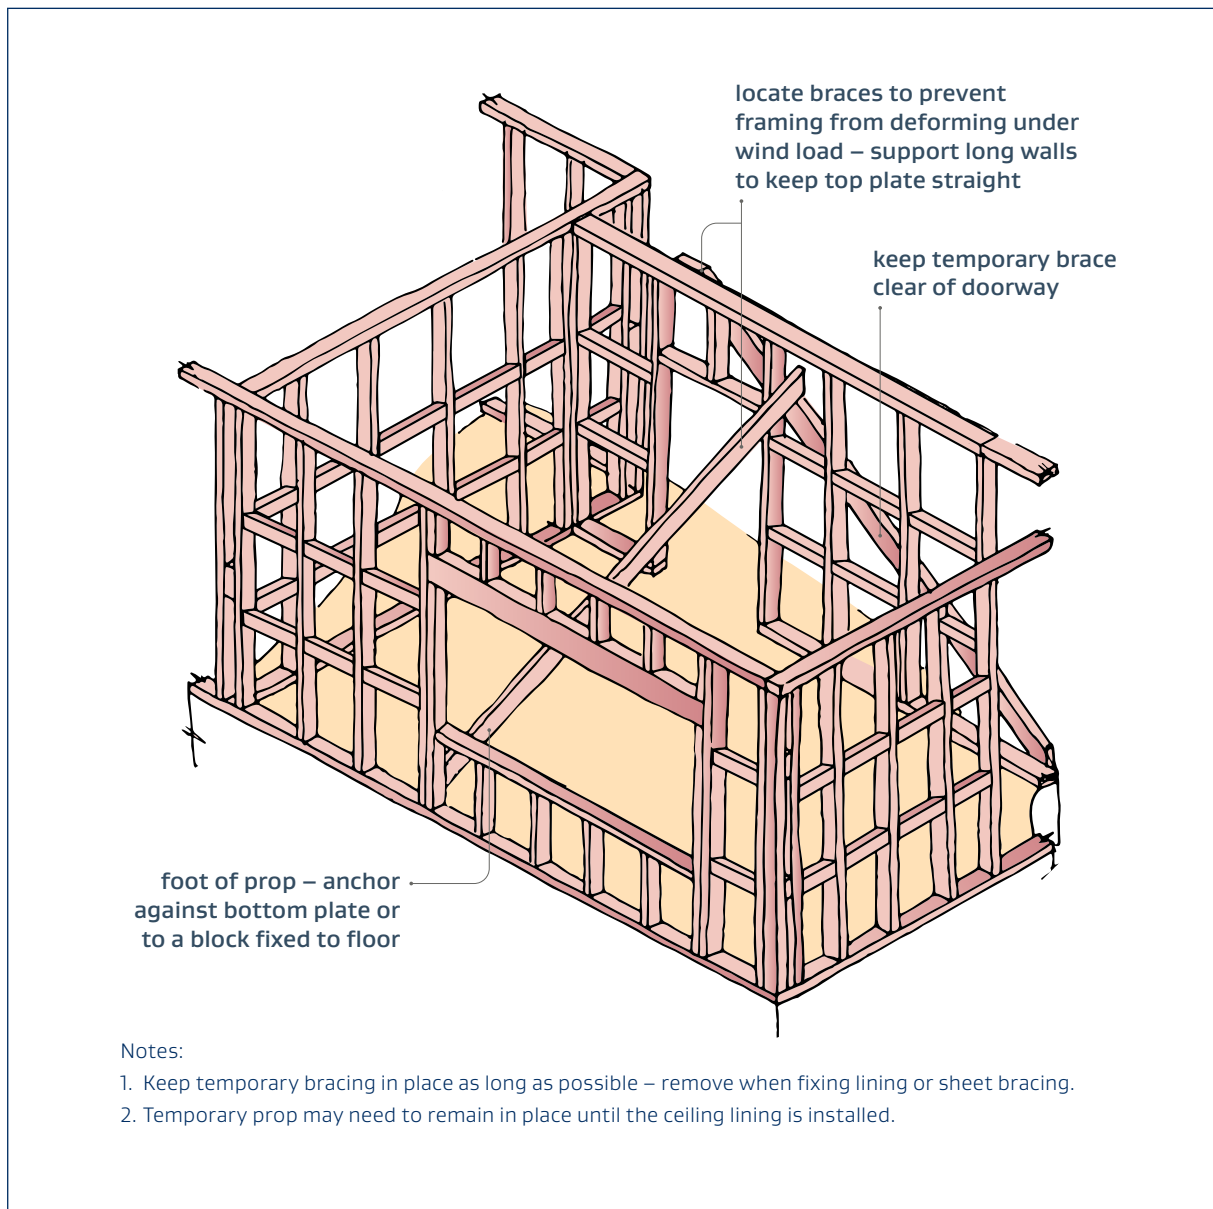 locate braces to prevent
framing from deforming under
wind load – support long walls
to keep top plate straight
keep temporary brace
clear of doorway
foot of prop – anchor
against bottom plate or
to a block fixed to floor
Notes:
1. Keep temporary bracing in place as long as possible – remove when fixing lining or sheet bracing.
2. Temporary prop may need to remain in place until the ceiling lining is installed.